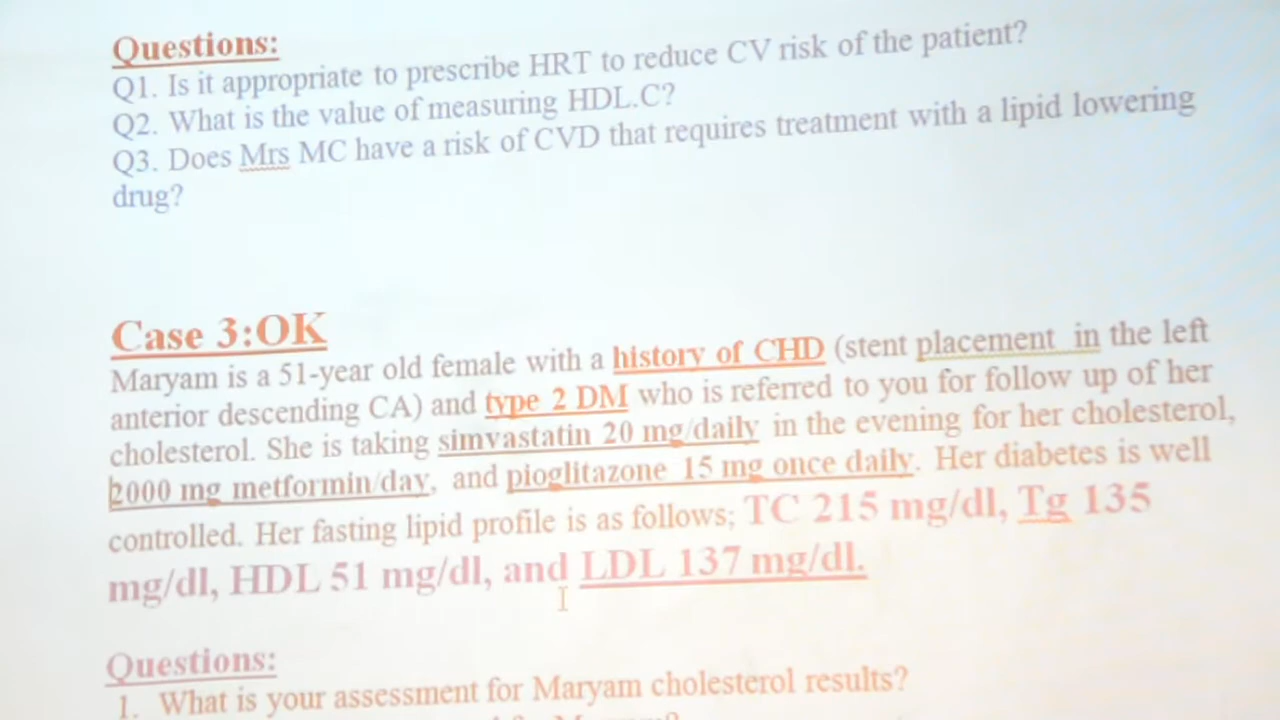 Questions:
Q1. Is it appropriate to prescribe HRT to reduce CV risk of the patient?
Q2. What is the value of measuring HDL.C?
Q3. Does Mrs MC have a risk of CVD that requires treatment with a lipid lowering
drug?
Case 3:OK
Maryam is a 51-year old female with a history of CHD (stent placement in the left
anterior descending CA) and type 2 DM who is referred to you for follow up of her
cholesterol. She is taking simvastatin 20 mg/daily in the evening for her cholesterol,
2000 mg metformin/day, and pioglitazone 15 mg once daily. Her diabetes is well
controlled. Her fasting lipid profile is as follows; TC 215 mg/dl, Tg 135
mg/dl, HDL 51 mg/dl, and LDL 137 mg/dl.
Questions:
1. What is your assessment for Maryam cholesterol results?